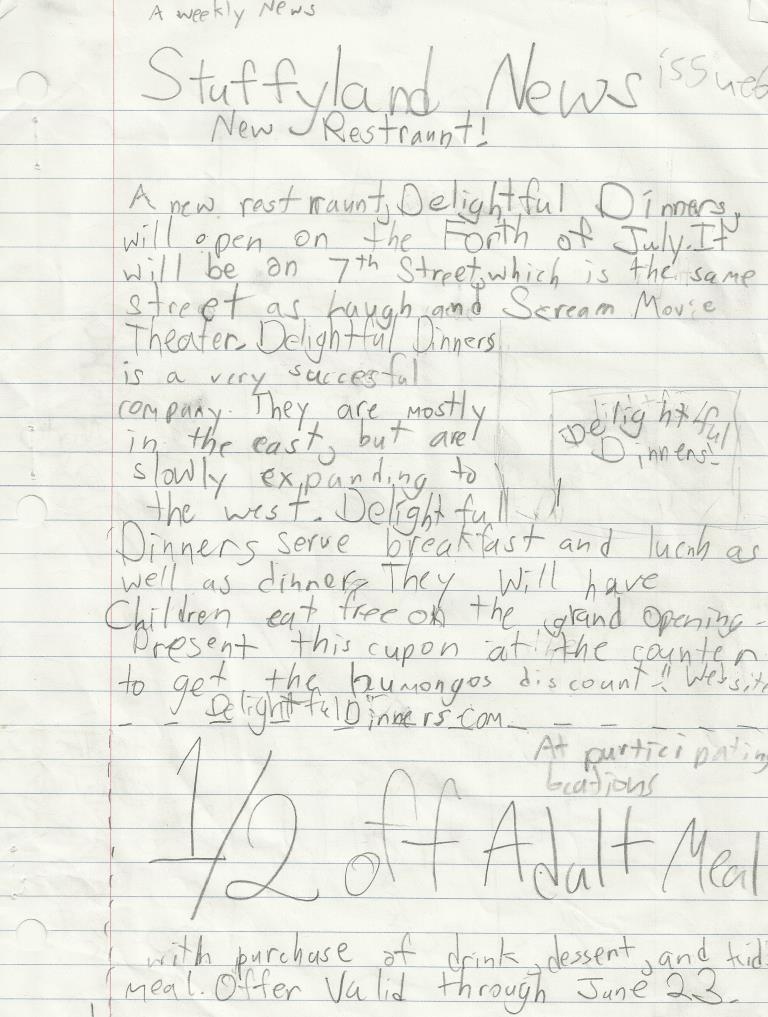 A weekly News
Stuffyland News
issue6
New Restraunt!
A new restraunt, Delightful Dinners,
will open on the Forth of July. It
will be on 7th Street, which is the same
street as Laugh and Scream Movie
Theater. Delightful Dinners
is a very succesful
company. They are mostly
in the east, but are
slowly expanding to
the west. Delightfull
Delightful
Dinners!
Dinners serve breakfast and lucnh as
well as dinner. They will have
Children eat free on the grand opening.
Present this cupon at the counter
to get the humongos discount!! Website
DelightfulDinners.com
At participating
locations
1/2 off Adult Meal
with purchase of drink, dessert, and kid
meal. Offer Valid through June 23.